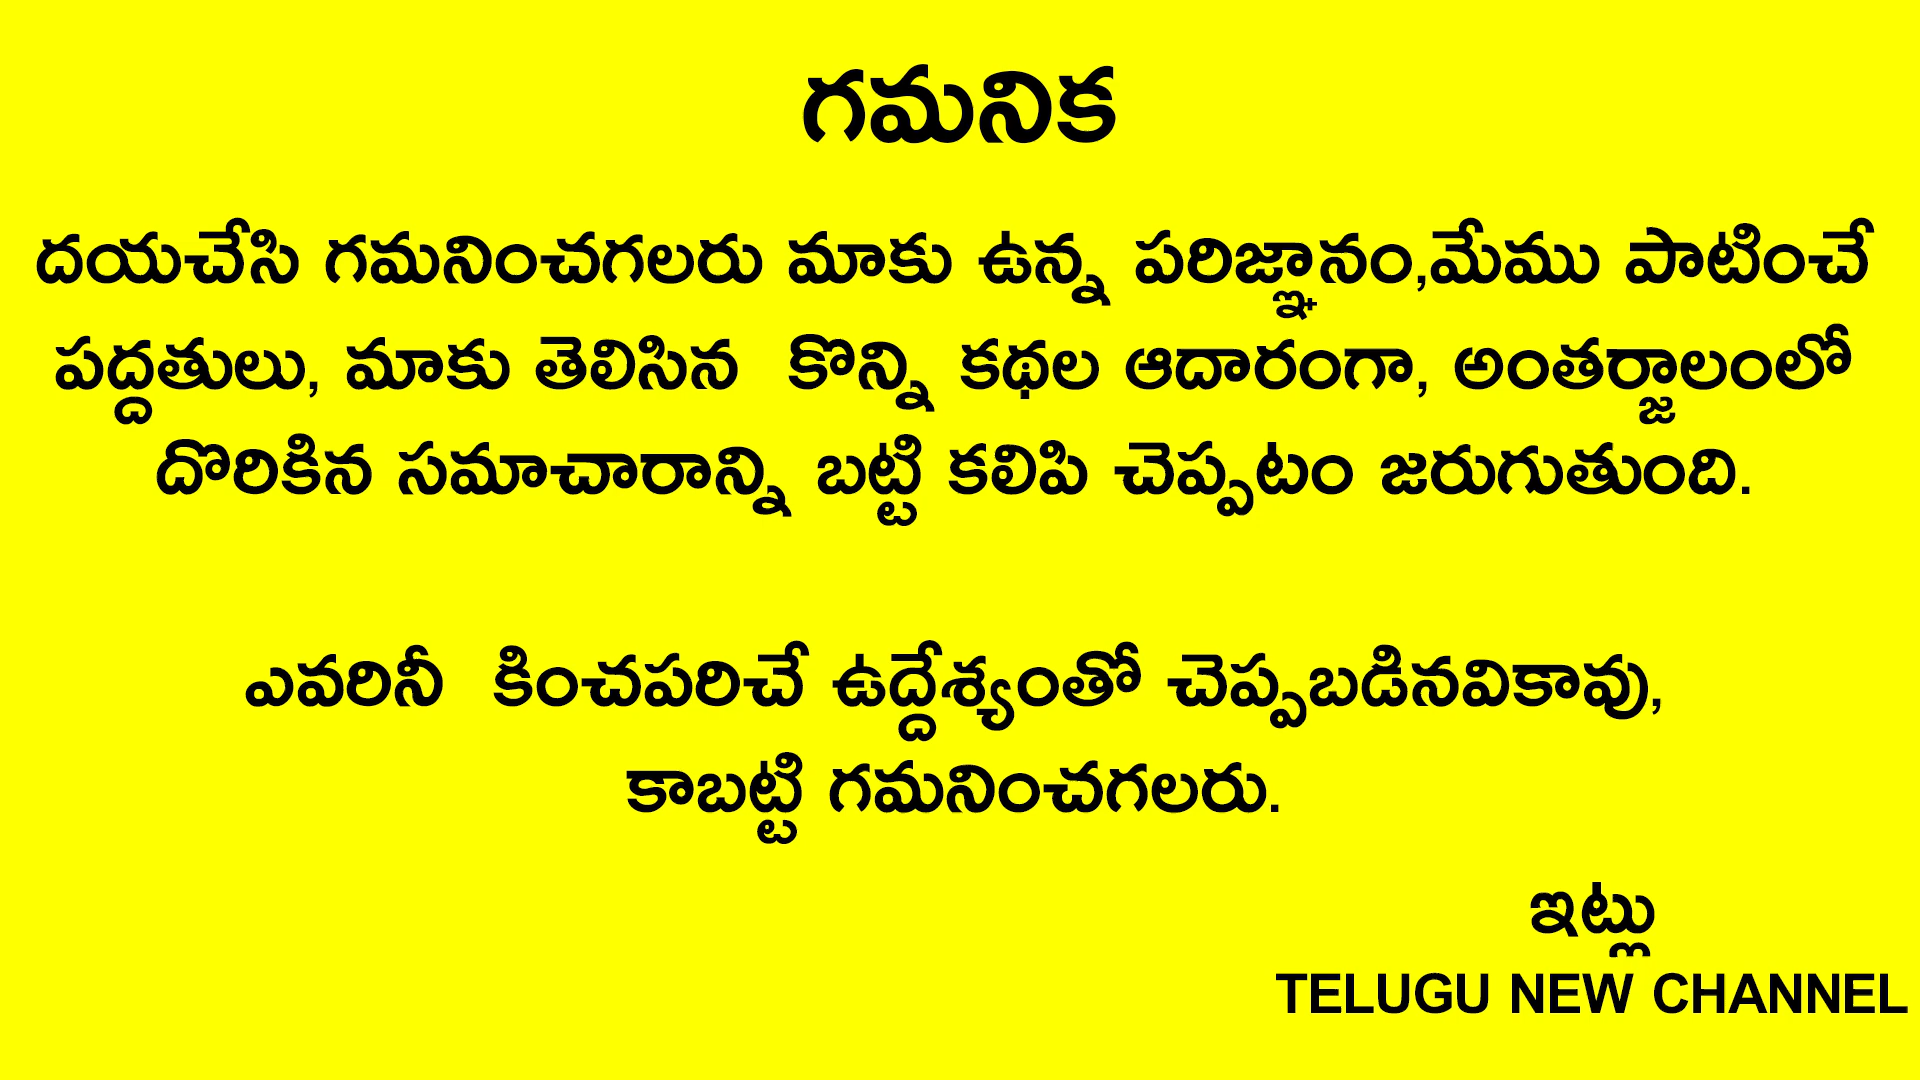 గమనిక
దయచేసి గమనించగలరు మాకు ఉన్న పరిజ్ఞానం,మేము పాటించే
పద్దతులు, మాకు తెలిసిన కొన్ని కథల ఆదారంగా, అంతర్జాలంలో
దొరికిన సమాచారాన్ని బట్టి కలిపి చెప్పటం జరుగుతుంది.
ఎవరినీ కించపరిచే ఉద్దేశ్యంతో చెప్పబడినవికావు,
కాబట్టి గమనించగలరు.
ఇట్లు
TELUGU NEW CHANNEL